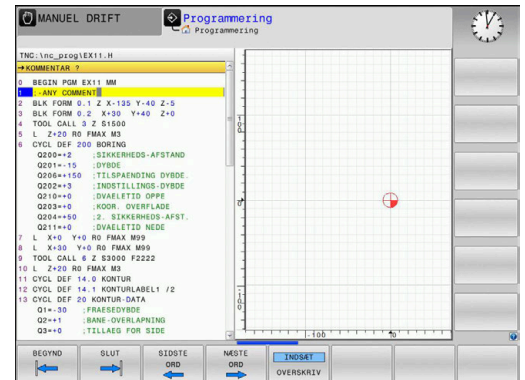 MANUEL DRIFT
Programmering
Programmering
TNC:\nc_prog\EX11.H
→KOMMENTAR ?
0 BEGIN PGM EX11 MM
1 ;-ANY COMMENT
2 BLK FORM 0.1 Z X-135 Y-40 Z-5
3 BLK FORM 0.2 X+30 Y+40 Z+0
4 TOOL CALL 3 Z S1500
5 L Z+20 R0 FMAX M3
6 CYCL DEF 200 BORING
Q200=+2 ;SIKKERHEDS-AFSTAND
Q201=-15 ;DYBDE
Q206=+150 ;TILSPAENDING DYBDE.
Q202=+3 ;INDSTILLINGS-DYBDE
Q210=+0 ;DVAELETID OPPE
Q203=+0 ;KOOR. OVERFLADE
Q204=+50 ;2. SIKKERHEDS-AFST.
Q211=+0 ;DVAELETID NEDE
7 L X+0 Y+0 R0 FMAX M99
8 L X+30 Y+0 R0 FMAX M99
9 TOOL CALL 6 Z S3000 F2222
10 L Z+20 R0 FMAX M3
11 CYCL DEF 14.0 KONTUR
12 CYCL DEF 14.1 KONTURLABEL1 /2
13 CYCL DEF 20 KONTUR-DATA
Q1=-30 ;FRAESEDYBDE
Q2=+1 ;BANE-OVERLAPNING
Q3=+0 ;TILLAEG FOR SIDE
100
0
-100
-100
0
BEGYND
SLUT
SIDSTE
ORD
NÆSTE
ORD
INDSÆT
OVERSKRIV